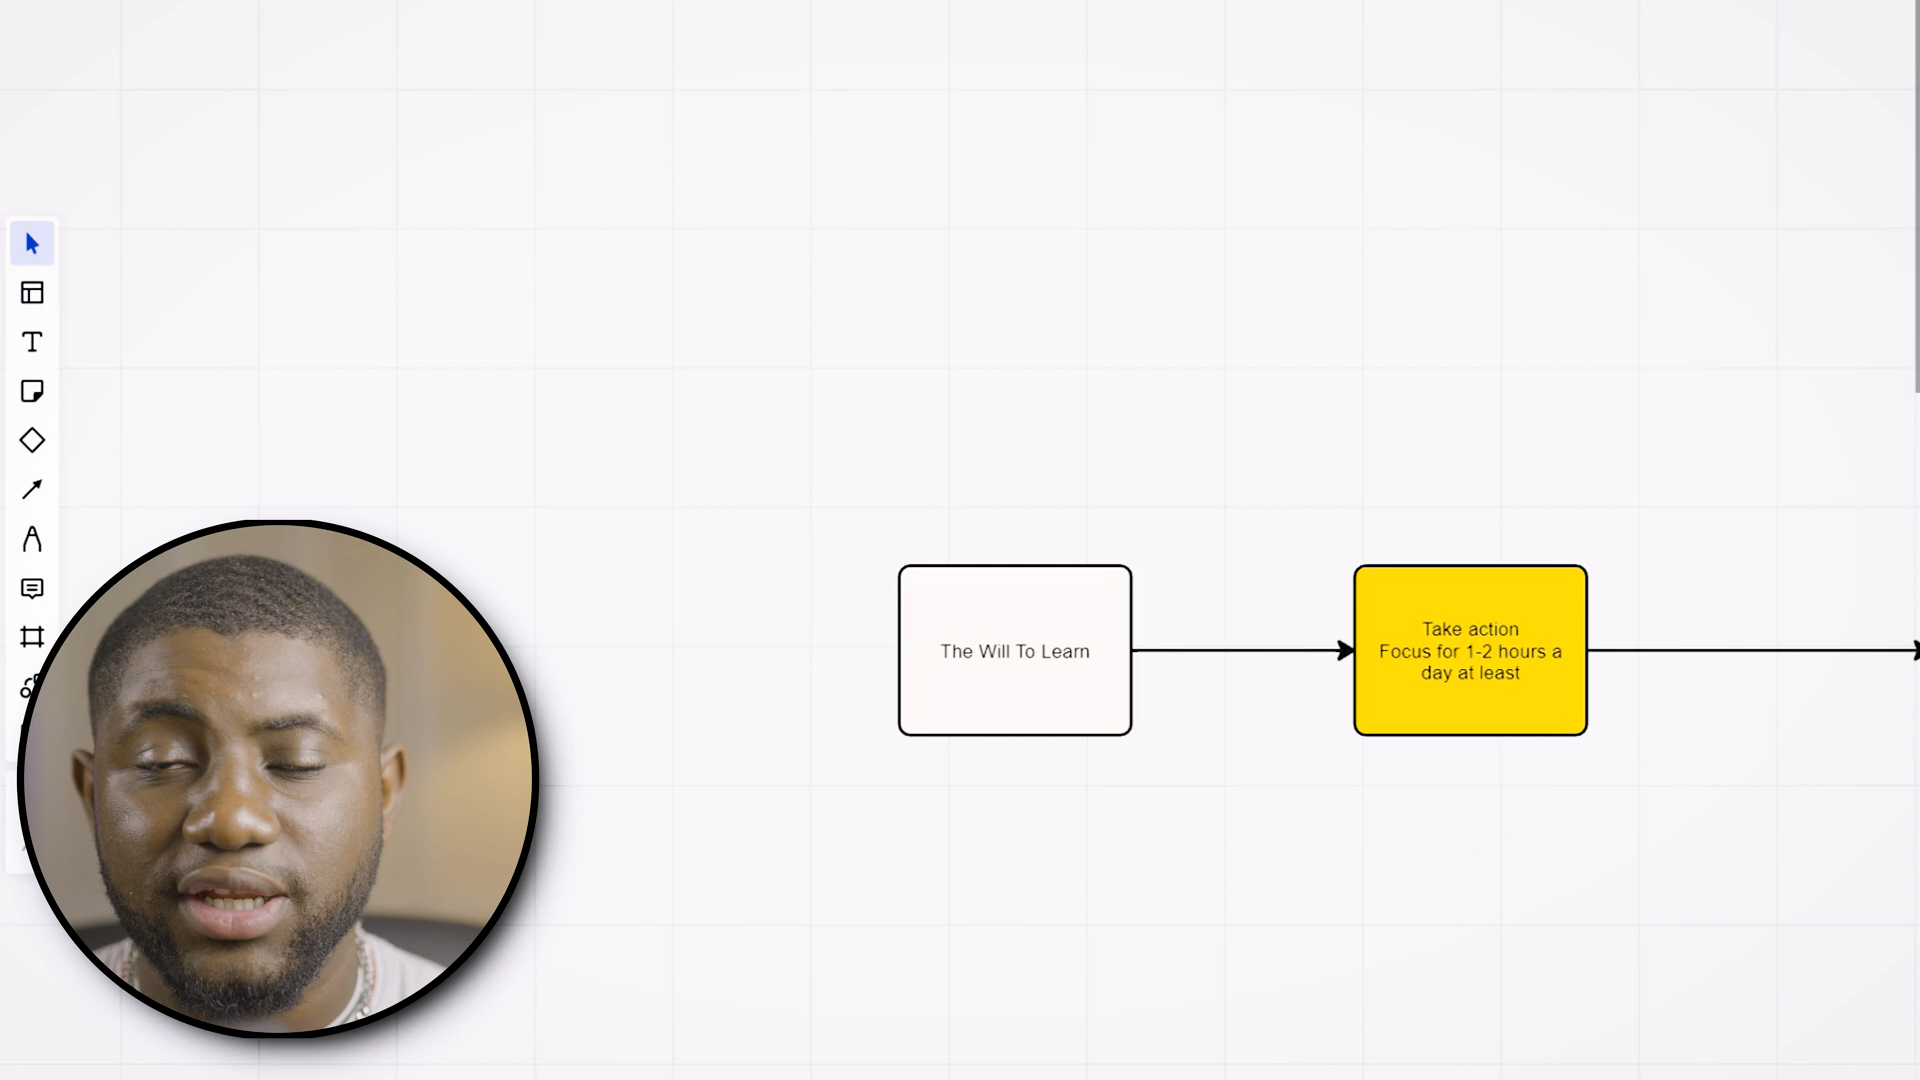 The Will To Learn
Take action
Focus for 1-2 hours a
day at least